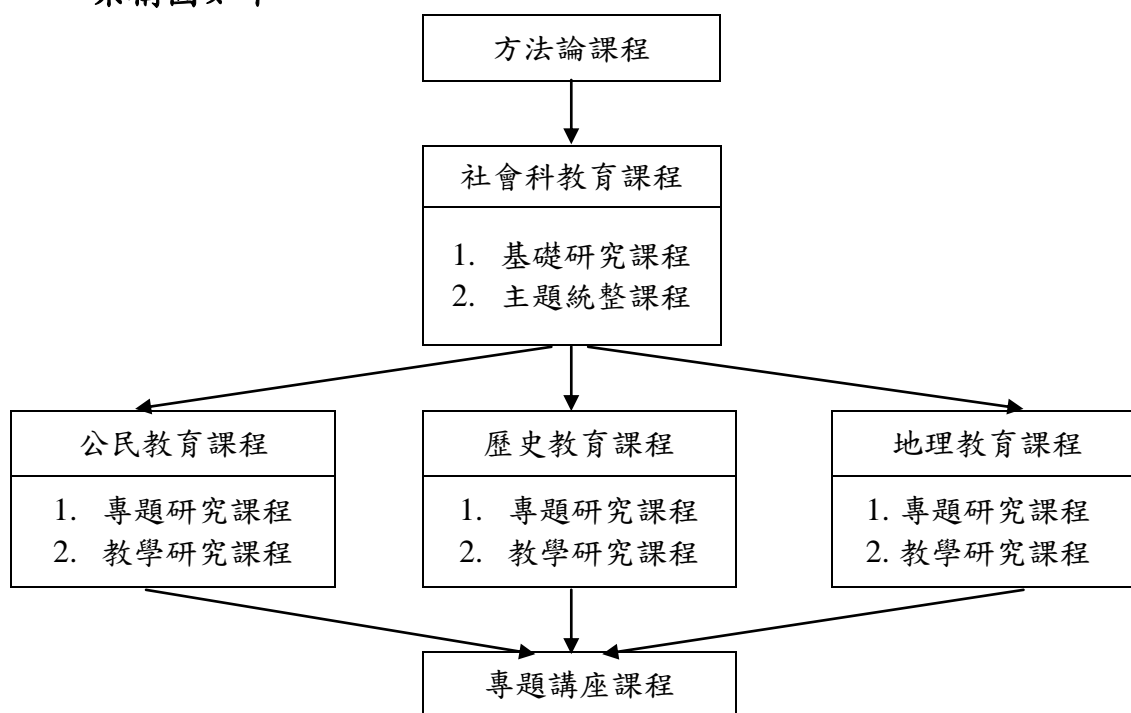 方法論課程
社會科教育課程
1. 基礎研究課程
2. 主題統整課程
公民教育課程
1. 專題研究課程
2. 教學研究課程
歷史教育課程
1. 專題研究課程
2. 教學研究課程
地理教育課程
1. 專題研究課程
2. 教學研究課程
專題講座課程